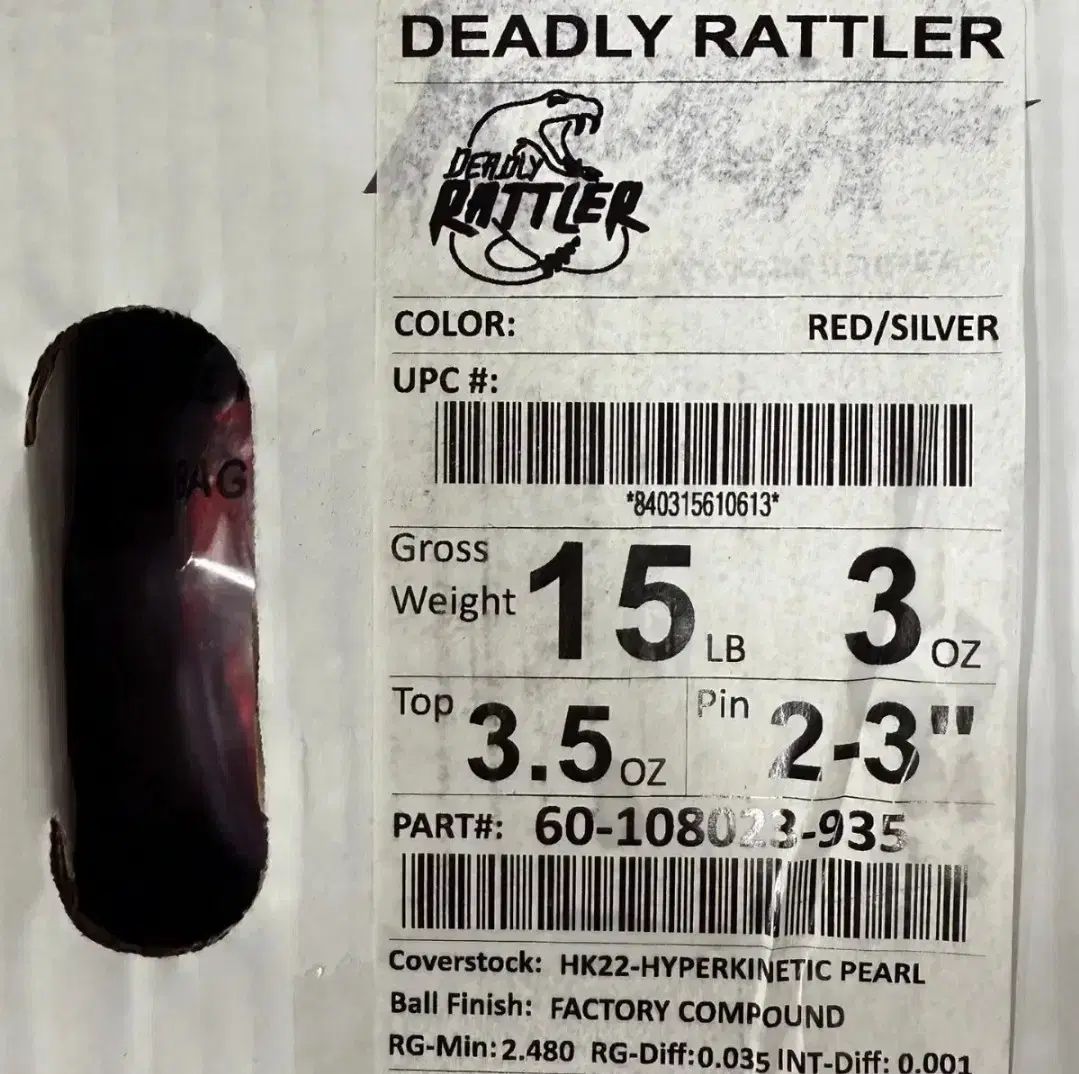 DEADLY RATTLER
DEADLY
RATTLER
COLOR: RED/SILVER
UPC #:
*840315610613*
Gross
Weight 15 LB 3 OZ
Top 3.5 OZ Pin 2-3"
PART#: 60-108023-935
Coverstock: HK22-HYPERKINETIC PEARL
Ball Finish: FACTORY COMPOUND
RG-Min: 2.480 RG-Diff: 0.035 INT-Diff: 0.001